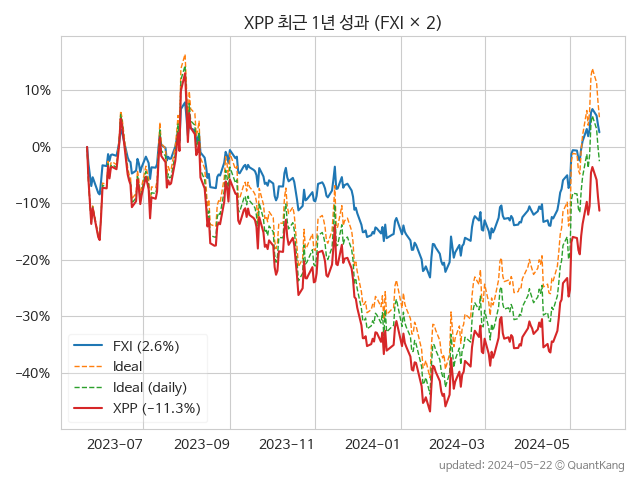 XPP 최근 1년 성과 (FXI × 2)
10%
0%
−10%
−20%
−30%
−40%
FXI (2.6%)
Ideal
Ideal (daily)
XPP (−11.3%)
2023−07
2023−09
2023−11
2024−01
2024−03
2024−05
updated: 2024-05-22 © QuantKang